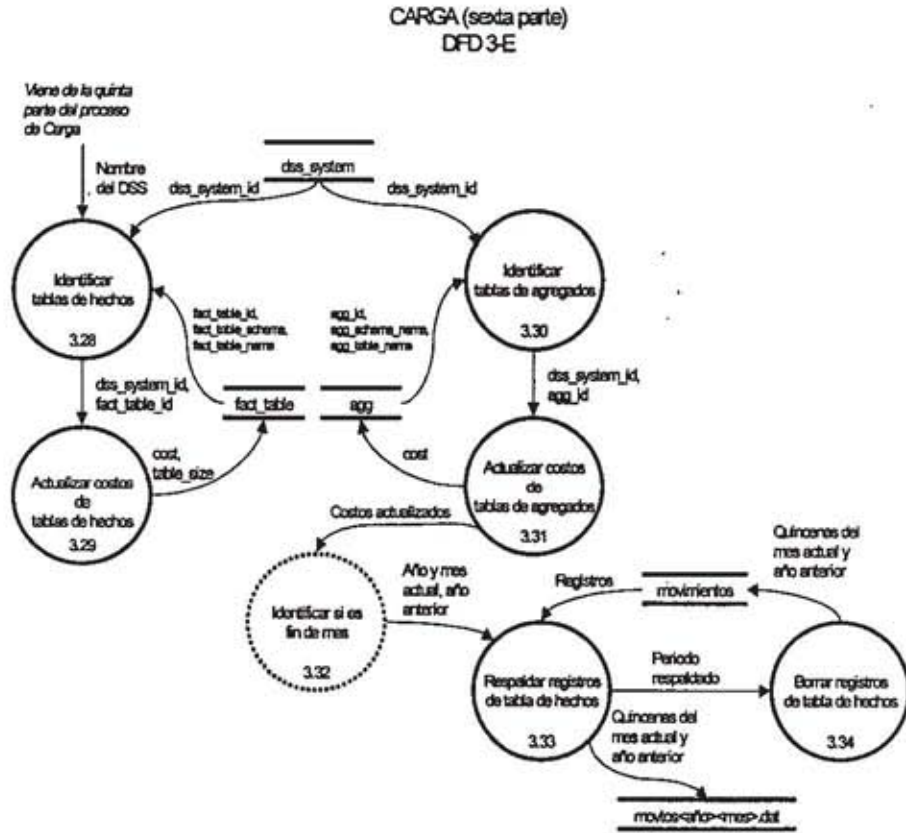 CARGA (sexta parte)
DFD 3-E
Viene de la quinta
parte del proceso
de Carga
Nombre
del DSS
dss_system
dss_system_id
dss_system_id
Identificar
tablas de hechos
3.28
Identificar
tablas de agregados
3.30
fact_table_id,
fact_table_schema,
fact_table_name
agg_id,
agg_schema_name,
agg_table_name
dss_system_id,
fact_table_id
fact_table
agg
dss_system_id,
agg_id
cost,
table_size
cost
Actualizar costos
de
tablas de hechos
3.29
Actualizar costos
de
tablas de agregados
3.31
Costos actualizados
Quincenas del
mes actual y
año anterior
Año y mes
actual, año
anterior
Registros
movimientos
Identificar si es
fin de mes
3.32
Periodo
respaldado
Respaldar registros
de tabla de hechos
3.33
Borrar registros
de tabla de hechos
3.34
Quincenas del
mes actual y
año anterior
movtos<año><mes>.dat